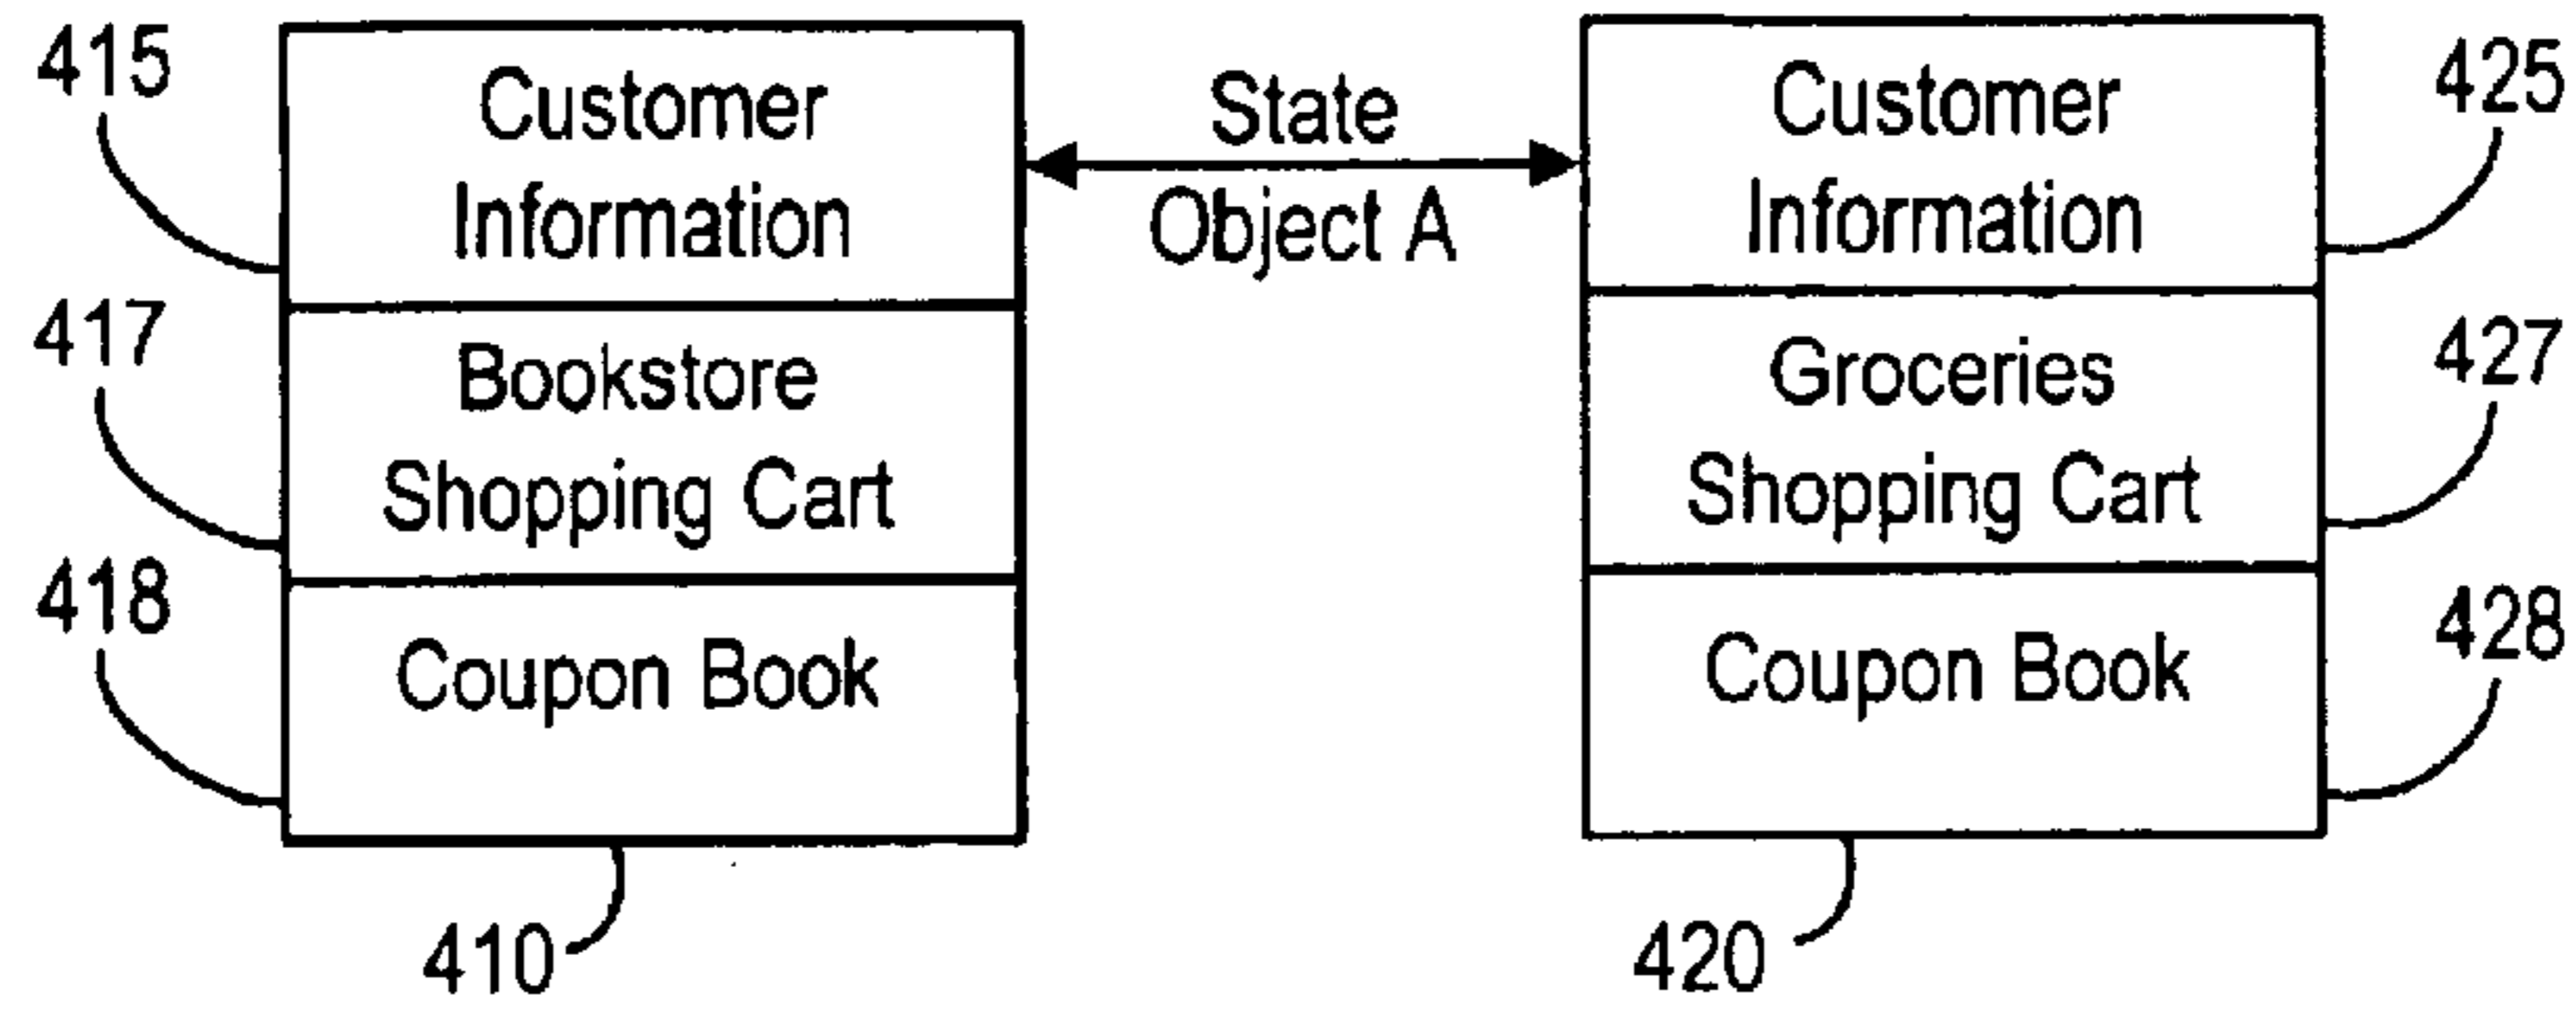 415
Customer
Information
State
Object A
Customer
Information
425
417
Bookstore
Shopping Cart
Groceries
Shopping Cart
427
418
Coupon Book
Coupon Book
428
410
420